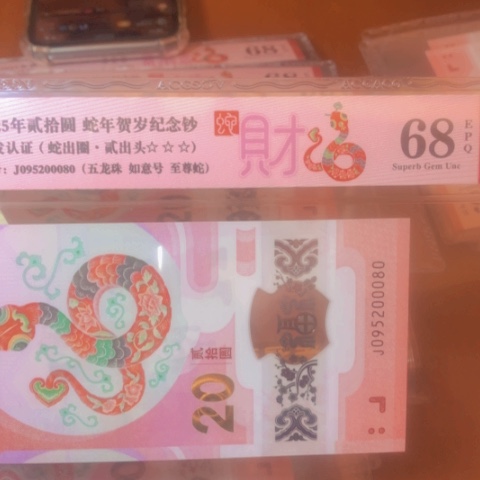 68
5年贰拾圆 蛇年贺岁纪念钞
认证（蛇出圈·贰出头☆☆☆）
：J095200080（五龙珠 如意号 至尊蛇）
财
68
EPQ
Superb Gem Unc
J095200080
贰拾圆
20